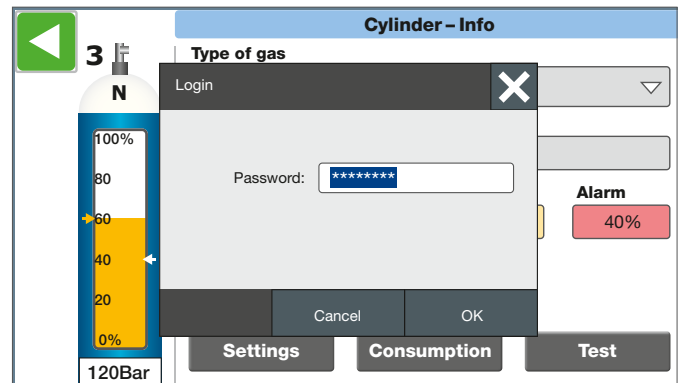 Cylinder – Info
3
Type of gas
N
Login
100%
Password: ********
80
Alarm
60
40%
40
20
Cancel OK
0%
Settings Consumption Test
120Bar